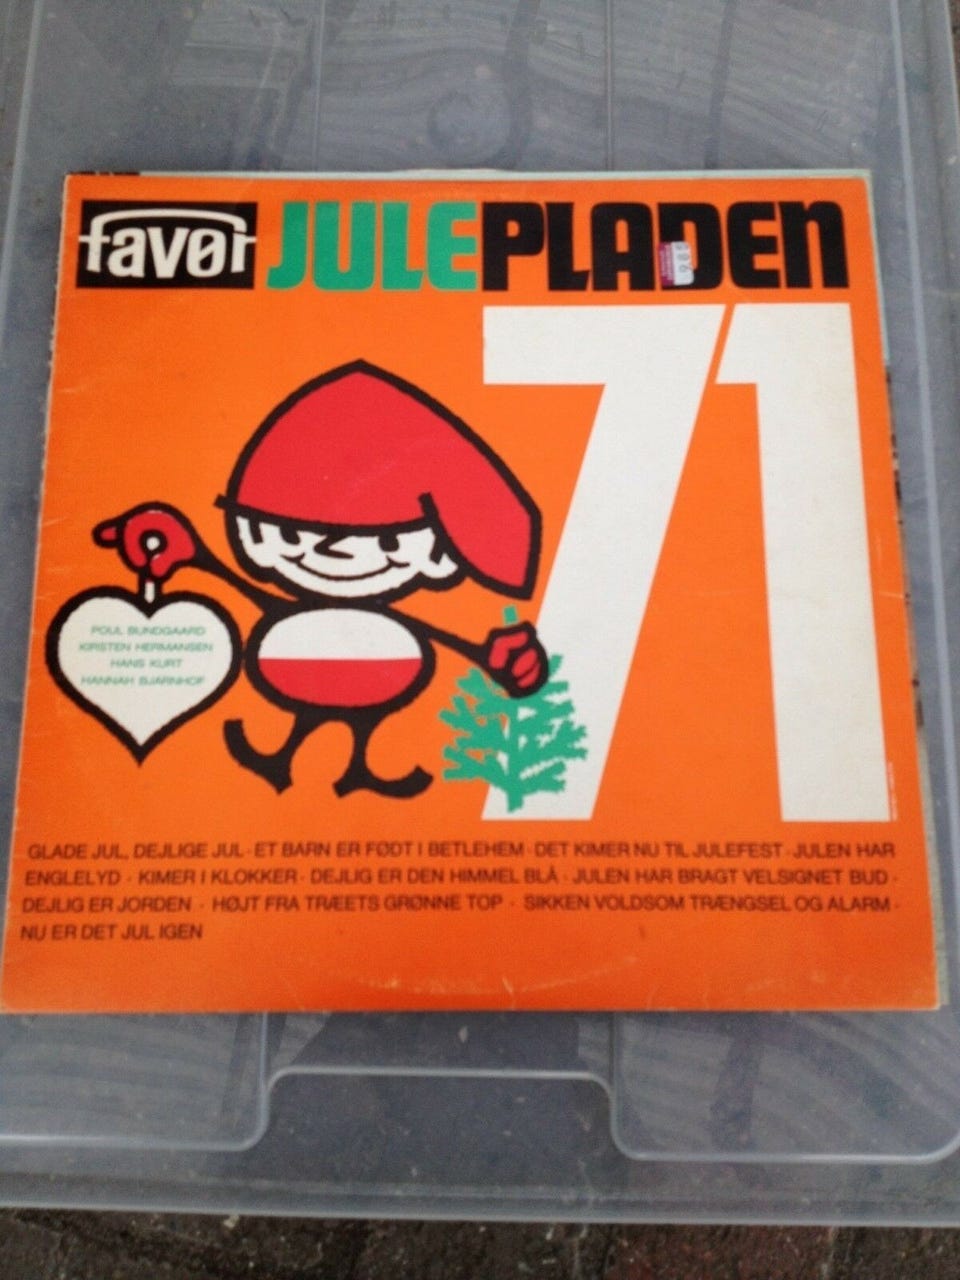 favør JULEPLADEN
71
POUL BUNDGAARD
KIRSTEN HERMANSEN
HANS KURT
HANNAH BJARNHOF
GLADE JUL, DEJLIGE JUL · ET BARN ER FØDT I BETLEHEM · DET KIMER NU TIL JULEFEST · JULEN HAR
ENGLELYD · KIMER I KLOKKER · DEJLIG ER DEN HIMMEL BLÅ · JULEN HAR BRAGT VELSIGNET BUD ·
DEJLIG ER JORDEN · HØJT FRA TRÆETS GRØNNE TOP · SIKKEN VOLDSOM TRÆNGSEL OG ALARM ·
NU ER DET JUL IGEN